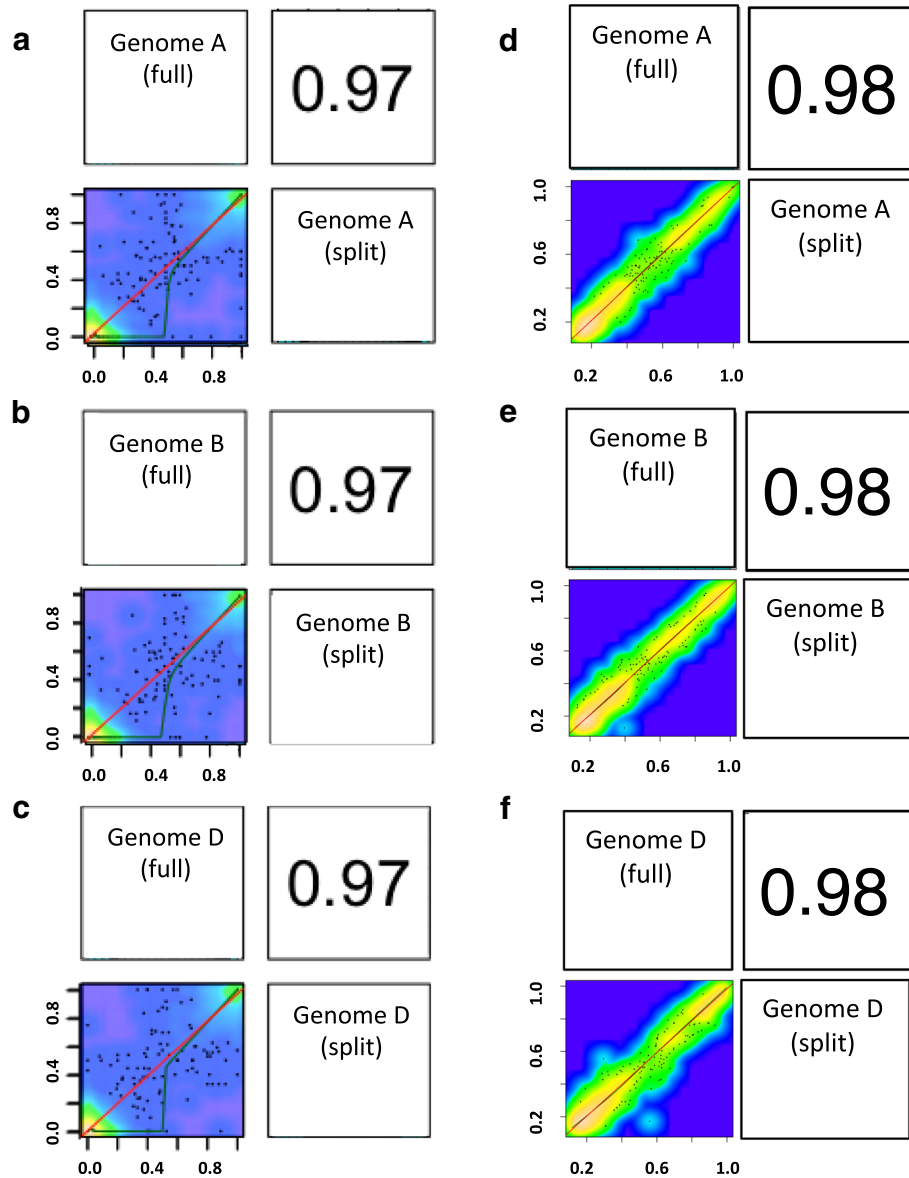 a
Genome A
(full)
0.97
0.8
0.4
0.0
Genome A
(split)
0.0 0.4 0.8
d
Genome A
(full)
0.98
1.0
0.6
0.2
Genome A
(split)
0.2 0.6 1.0
b
Genome B
(full)
0.97
0.8
0.4
0.0
Genome B
(split)
0.0 0.4 0.8
e
Genome B
(full)
0.98
1.0
0.6
0.2
Genome B
(split)
0.2 0.6 1.0
c
Genome D
(full)
0.97
0.8
0.4
0.0
Genome D
(split)
0.0 0.4 0.8
f
Genome D
(full)
0.98
1.0
0.6
0.2
Genome D
(split)
0.2 0.6 1.0